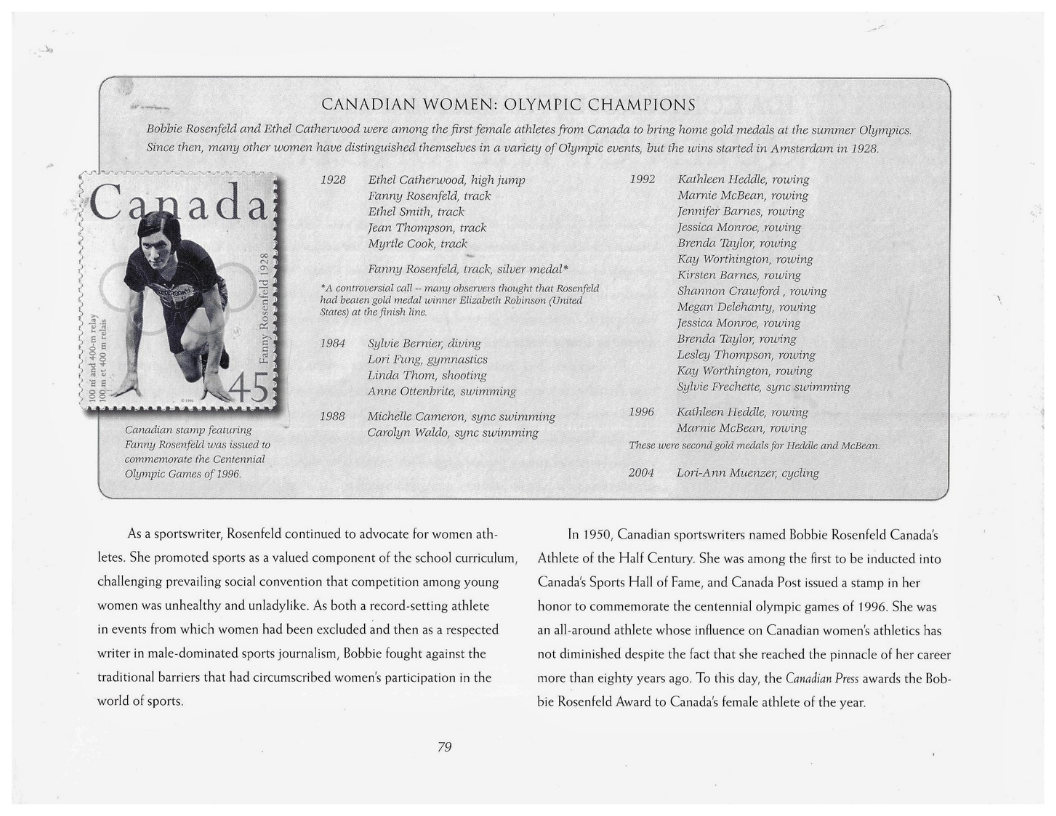 CANADIAN WOMEN: OLYMPIC CHAMPIONS
Bobbie Rosenfeld and Ethel Catherwood were among the first female athletes from Canada to bring home gold medals at the summer Olympics.
Since then, many other women have distinguished themselves in a variety of Olympic events, but the wins started in Amsterdam in 1928.
Canada
Fanny Rosenfeld 1928
100 m and 400-m relay
100 m et 400 m relais
45
Canadian stamp featuring
Fanny Rosenfeld was issued to
commemorate the Centennial
Olympic Games of 1996.
1928 Ethel Catherwood, high jump
Fanny Rosenfeld, track
Ethel Smith, track
Jean Thompson, track
Myrtle Cook, track
Fanny Rosenfeld, track, silver medal*
*A controversial call – many observers thought that Rosenfeld
had beaten gold medal winner Elizabeth Robinson (United
States) at the finish line.
1984 Sylvie Bernier, diving
Lori Fung, gymnastics
Linda Thom, shooting
Anne Ottenbrite, swimming
1988 Michelle Cameron, sync swimming
Carolyn Waldo, sync swimming
1992 Kathleen Heddle, rowing
Marnie McBean, rowing
Jennifer Barnes, rowing
Jessica Monroe, rowing
Brenda Taylor, rowing
Kay Worthington, rowing
Kirsten Barnes, rowing
Shannon Crawford , rowing
Megan Delehanty, rowing
Jessica Monroe, rowing
Brenda Taylor, rowing
Lesley Thompson, rowing
Kay Worthington, rowing
Sylvie Frechette, sync swimming
1996 Kathleen Heddle, rowing
Marnie McBean, rowing
These were second gold medals for Heddle and McBean.
2004 Lori-Ann Muenzer, cycling
As a sportswriter, Rosenfeld continued to advocate for women ath-
letes. She promoted sports as a valued component of the school curriculum,
challenging prevailing social convention that competition among young
women was unhealthy and unladylike. As both a record-setting athlete
in events from which women had been excluded and then as a respected
writer in male-dominated sports journalism, Bobbie fought against the
traditional barriers that had circumscribed women's participation in the
world of sports.
In 1950, Canadian sportswriters named Bobbie Rosenfeld Canada's
Athlete of the Half Century. She was among the first to be inducted into
Canada's Sports Hall of Fame, and Canada Post issued a stamp in her
honor to commemorate the centennial olympic games of 1996. She was
an all-around athlete whose influence on Canadian women's athletics has
not diminished despite the fact that she reached the pinnacle of her career
more than eighty years ago. To this day, the Canadian Press awards the Bob-
bie Rosenfeld Award to Canada's female athlete of the year.
79